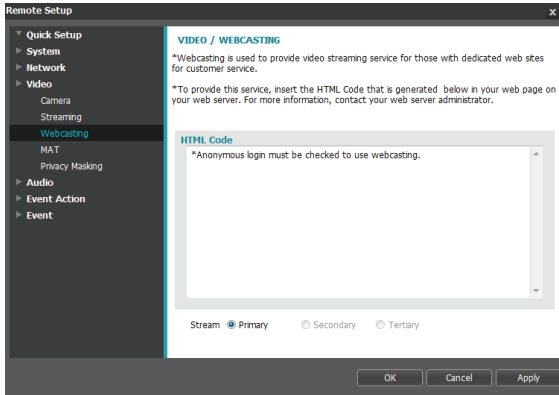 Remote Setup
x
Quick Setup
System
Network
Video
Camera
Streaming
Webcasting
MAT
Privacy Masking
Audio
Event Action
Event
VIDEO / WEBCASTING
*Webcasting is used to provide video streaming service for those with dedicated web sites
for customer service.
*To provide this service, insert the HTML Code that is generated below in your web page on
your web server. For more information, contact your web server administrator.
HTML Code
*Anonymous login must be checked to use webcasting.
Stream Primary Secondary Tertiary
OK Cancel Apply